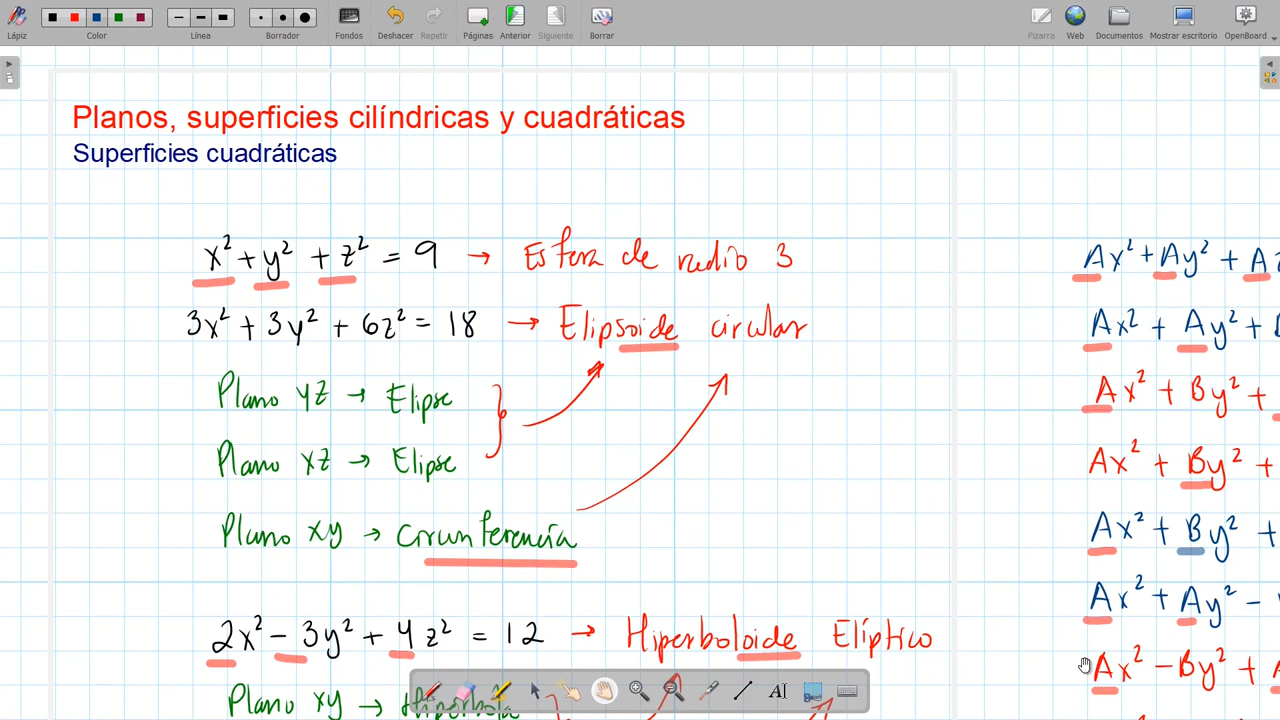 Lápiz Color Línea Borrador Fondos Deshacer Repetir Páginas Anterior Siguiente Borrar Pizarra Web Documentos Mostrar escritorio OpenBoard
Planos, superficies cilíndricas y cuadráticas
Superficies cuadráticas
x² + y² + z² = 9 → Esfera de radio 3
3x² + 3y² + 6z² = 18 → Elipsoide circular
Plano yz → Elipse
Plano xz → Elipse
Plano xy → Circunferencia
2x² - 3y² + 4z² = 12 → Hiperboloide Elíptico
Plano xy → Hipérbola
Ax² + Ay² + A
Ax² + Ay² +
Ax² + By² +
Ax² + By² +
Ax² + By² +
Ax² + Ay² -
Ax² - By² +
AI